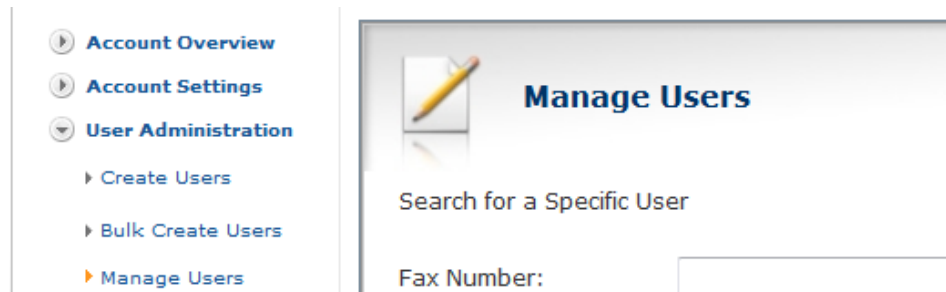 Account Overview
Account Settings
User Administration
Create Users
Bulk Create Users
Manage Users
Manage Users
Search for a Specific User
Fax Number: